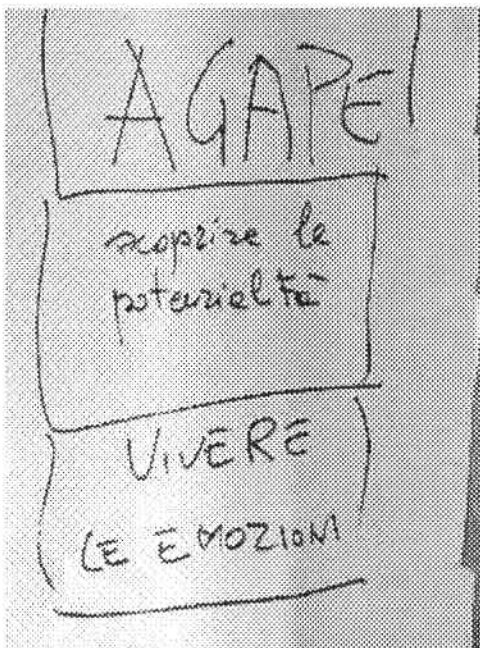 AGAPE
scoprire le
potenzialità
VIVERE
LE EMOZIONI